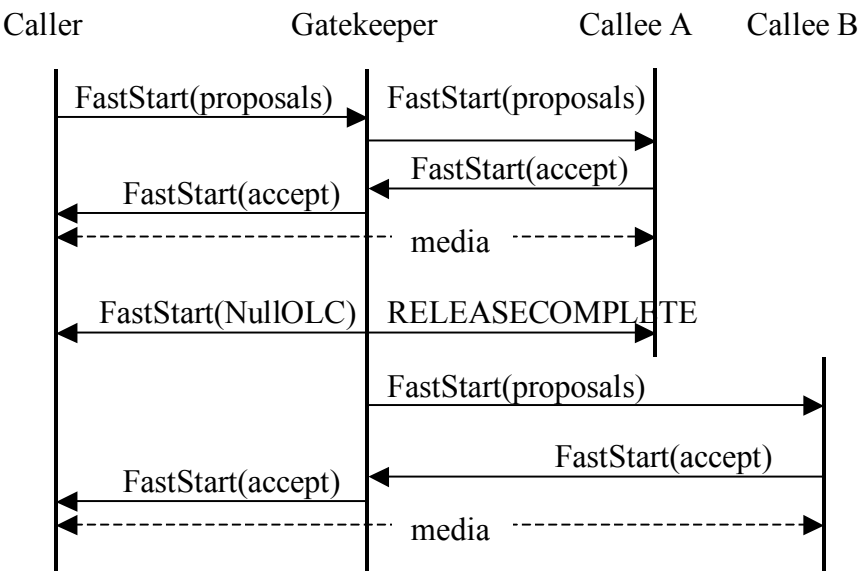 Caller Gatekeeper Callee A Callee B
FastStart(proposals) FastStart(proposals)
FastStart(accept)
FastStart(accept)
media
FastStart(NullOLC) RELEASECOMPLETE
FastStart(proposals)
FastStart(accept)
FastStart(accept)
media